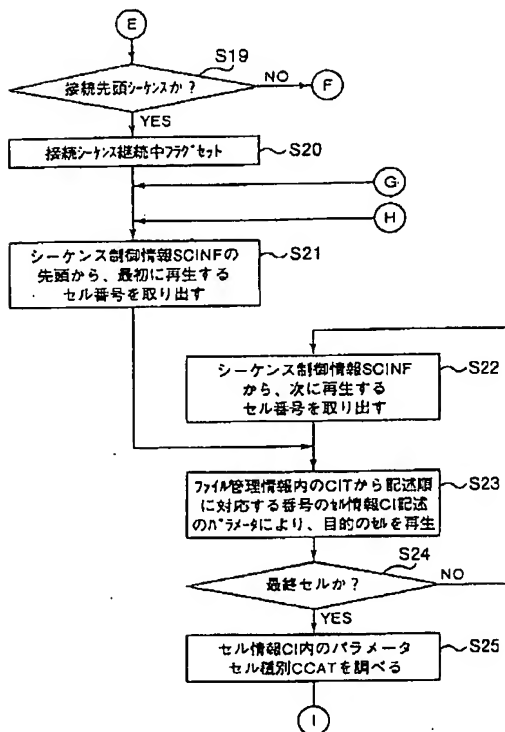 E
S19
接続先頭シーケンスか？
NO
F
YES
接続シーケンス継続中フラグセット
S20
G
H
シーケンス制御情報SCINFの
先頭から、最初に再生する
セル番号を取り出す
S21
シーケンス制御情報SCINF
から、次に再生する
セル番号を取り出す
S22
ファイル管理情報内のCITから記述順
に対応する番号のセル情報CI記述
のパラメータにより、目的のセルを再生
S23
S24
最終セルか？
NO
YES
セル情報CI内のパラメータ
セル種別CCATを調べる
S25
I